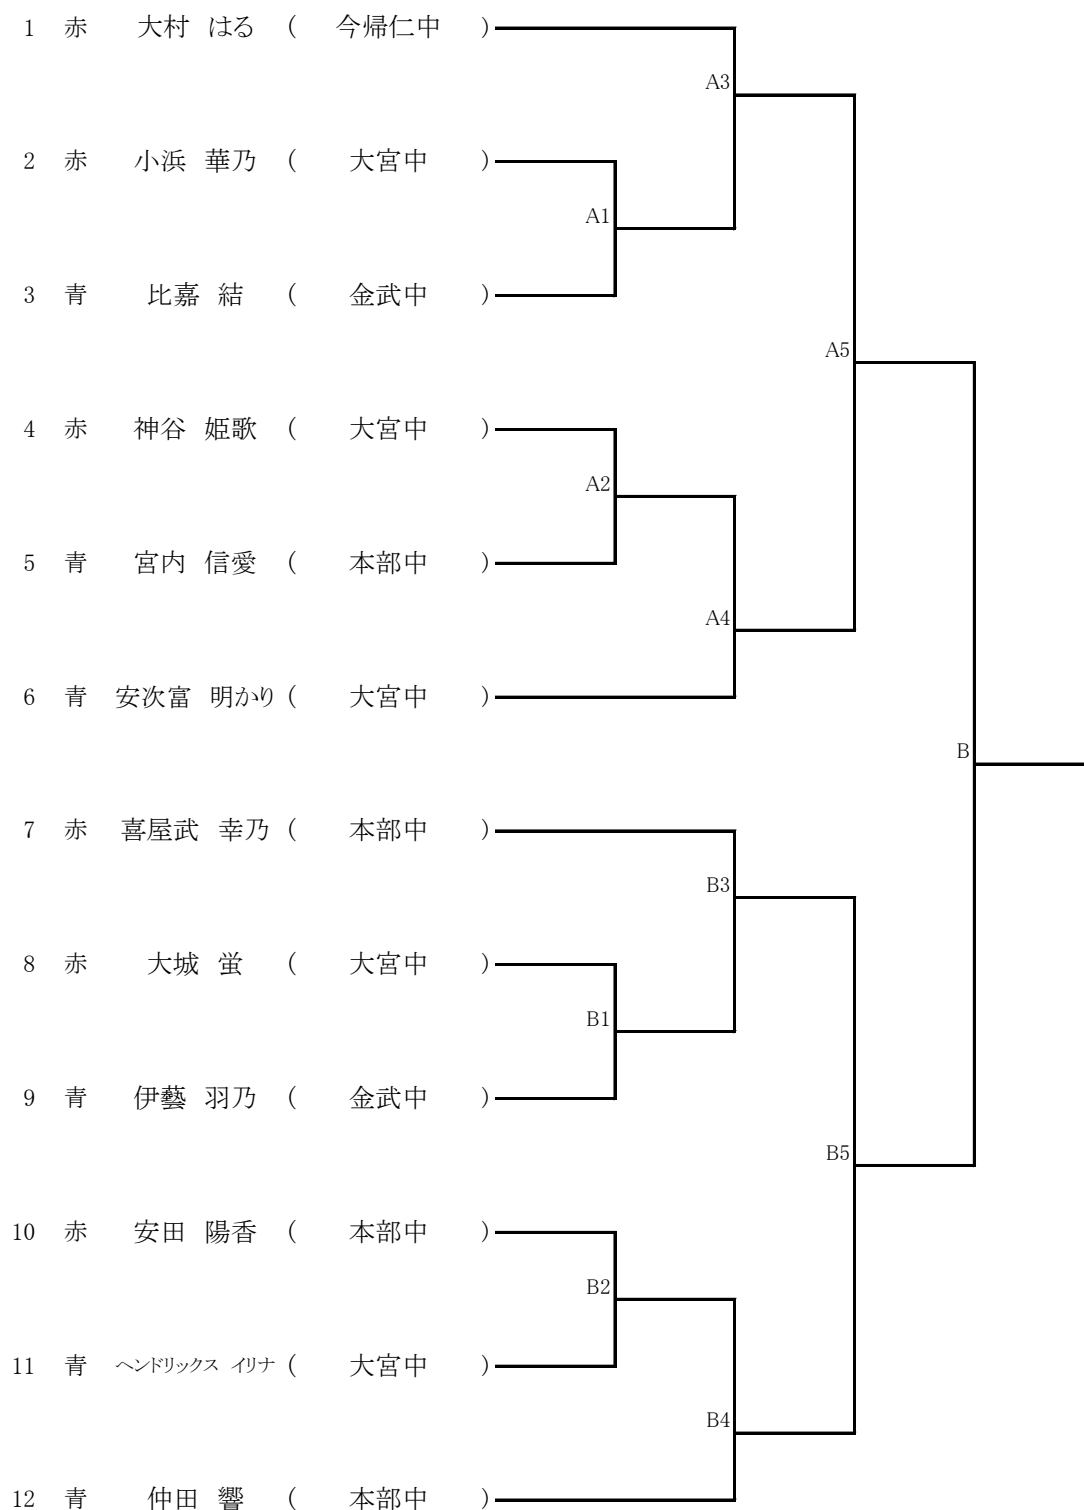 1 赤 大村 はる ( 今帰仁中 )
A3
2 赤 小浜 華乃 ( 大宮中 )
A1
3 青 比嘉 結 ( 金武中 )
A5
4 赤 神谷 姫歌 ( 大宮中 )
A2
5 青 宮内 信愛 ( 本部中 )
A4
6 青 安次富 明かり ( 大宮中 )
B
7 赤 喜屋武 幸乃 ( 本部中 )
B3
8 赤 大城 蛍 ( 大宮中 )
B1
9 青 伊藝 羽乃 ( 金武中 )
B5
10 赤 安田 陽香 ( 本部中 )
B2
11 青 ヘンドリックス イリナ ( 大宮中 )
B4
12 青 仲田 響 ( 本部中 )